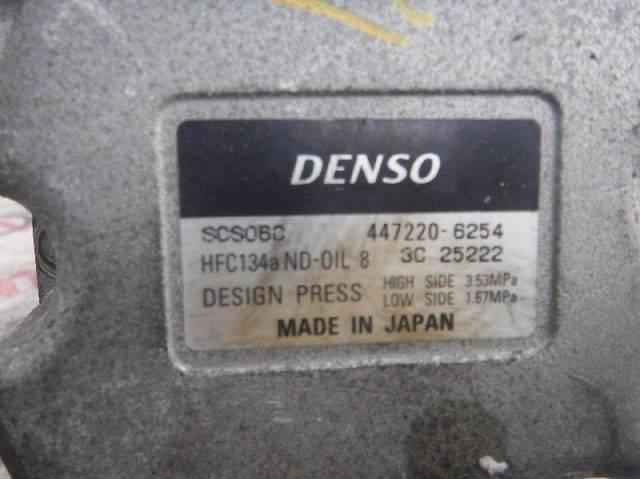 DENSO
SCS06C 447220-6254
HFC134a ND-OIL 8 3C 25222
DESIGN PRESS HIGH SIDE 3.53MPa
LOW SIDE 1.67MPa
MADE IN JAPAN